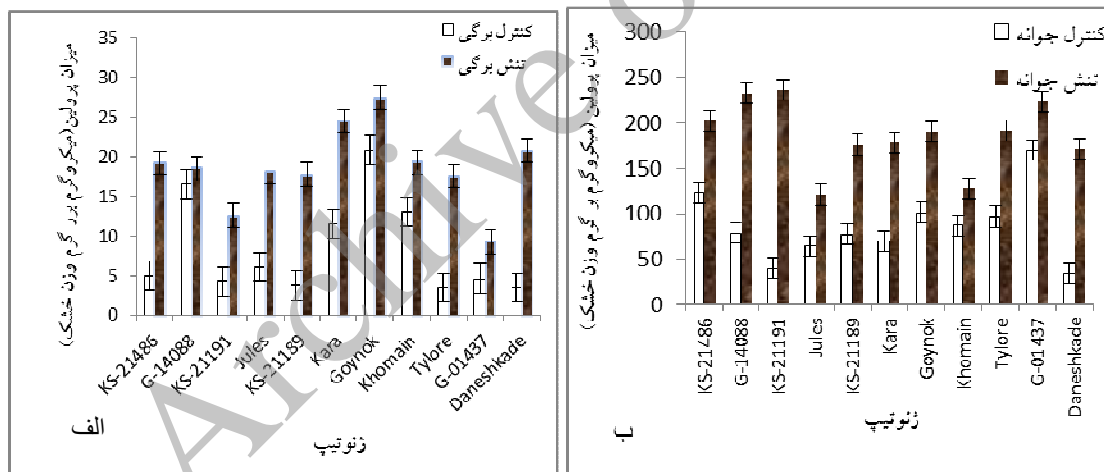 میزان پرولین (میکروگرم برر گرم وزن خشک)
35
30
25
20
15
10
5
0
کنترل برگی
تنش برگی
KS-21486
G-14088
KS-21191
Jules
KS-21189
Kara
Goynok
Khomain
Tylore
G-01437
Daneshkade
ژنوتیپ
الف
میزان پرولاین (میکروگرم بر گرم وزن خشک)
300
250
200
150
100
50
0
کنترل جوانه
تنش جوانه
KS-21486
G-14088
KS-21191
Jules
KS-21189
Kara
Goynok
Khomain
Tylore
G-01437
Daneshkade
ژنوتیپ
ب
Archive o